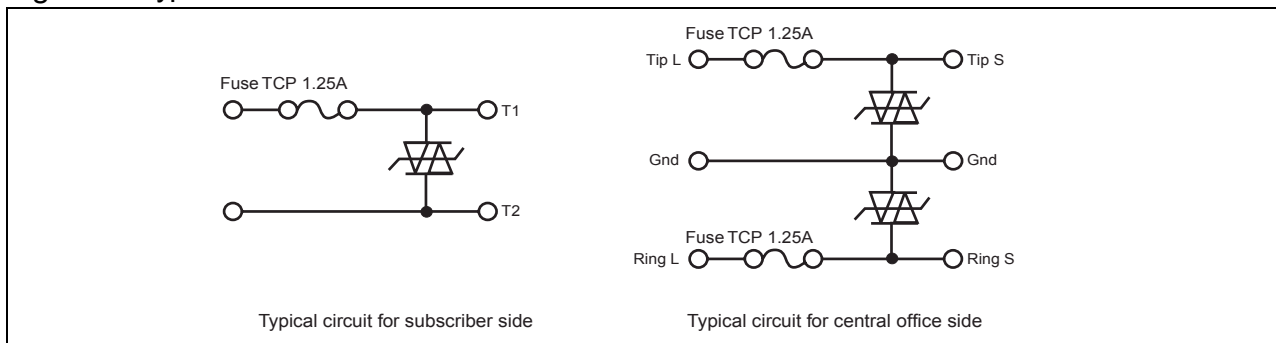 Fuse TCP 1.25A
T1
T2
Typical circuit for subscriber side
Fuse TCP 1.25A
Tip L
Tip S
Gnd
Gnd
Fuse TCP 1.25A
Ring L
Ring S
Typical circuit for central office side